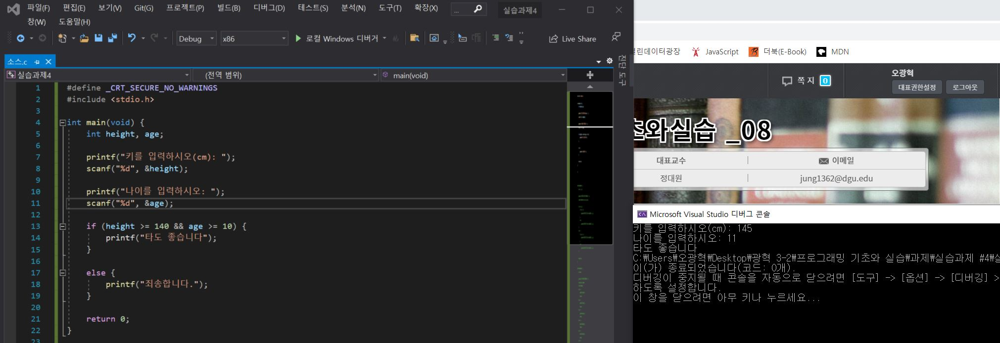 파일(F) 편집(E) 보기(V) Git(G) 프로젝트(P) 빌드(B) 디버그(D) 테스트(S) 분석(N) 도구(T) 확장(X) ... 실습과제4
창(W) 도움말(H)
Debug x86 로컬 Windows 디버거 Live Share
소스.c
실습과제4 (전역 범위) main(void)
진단 도구
1 #define _CRT_SECURE_NO_WARNINGS
2 #include <stdio.h>
3
4 int main(void) {
5 int height, age;
6
7 printf("키를 입력하시오(cm): ");
8 scanf("%d", &height);
9
10 printf("나이를 입력하시오: ");
11 scanf("%d", &age);
12
13 if (height >= 140 && age >= 10) {
14 printf("타도 좋습니다");
15 }
16
17 else {
18 printf("죄송합니다.");
19 }
20
21 return 0;
22 }
23
린데이터광장 JavaScript 더북(E-Book) MDN
쪽지 0 오광혁
대표권한설정 로그아웃
초와실습 _08
대표교수 이메일
정대원 jung1362@dgu.edu
Microsoft Visual Studio 디버그 콘솔
키를 입력하시오(cm): 145
나이를 입력하시오: 11
타도 좋습니다
C:\Users\오광혁\Desktop\광혁 3-2\프로그래밍 기초와 실습\과제\실습과제 #4\실
이(가) 종료되었습니다(코드: 0개).
디버깅이 중지될 때 콘솔을 자동으로 닫으려면 [도구] -> [옵션] -> [디버깅] >
하도록 설정합니다.
이 창을 닫으려면 아무 키나 누르세요...